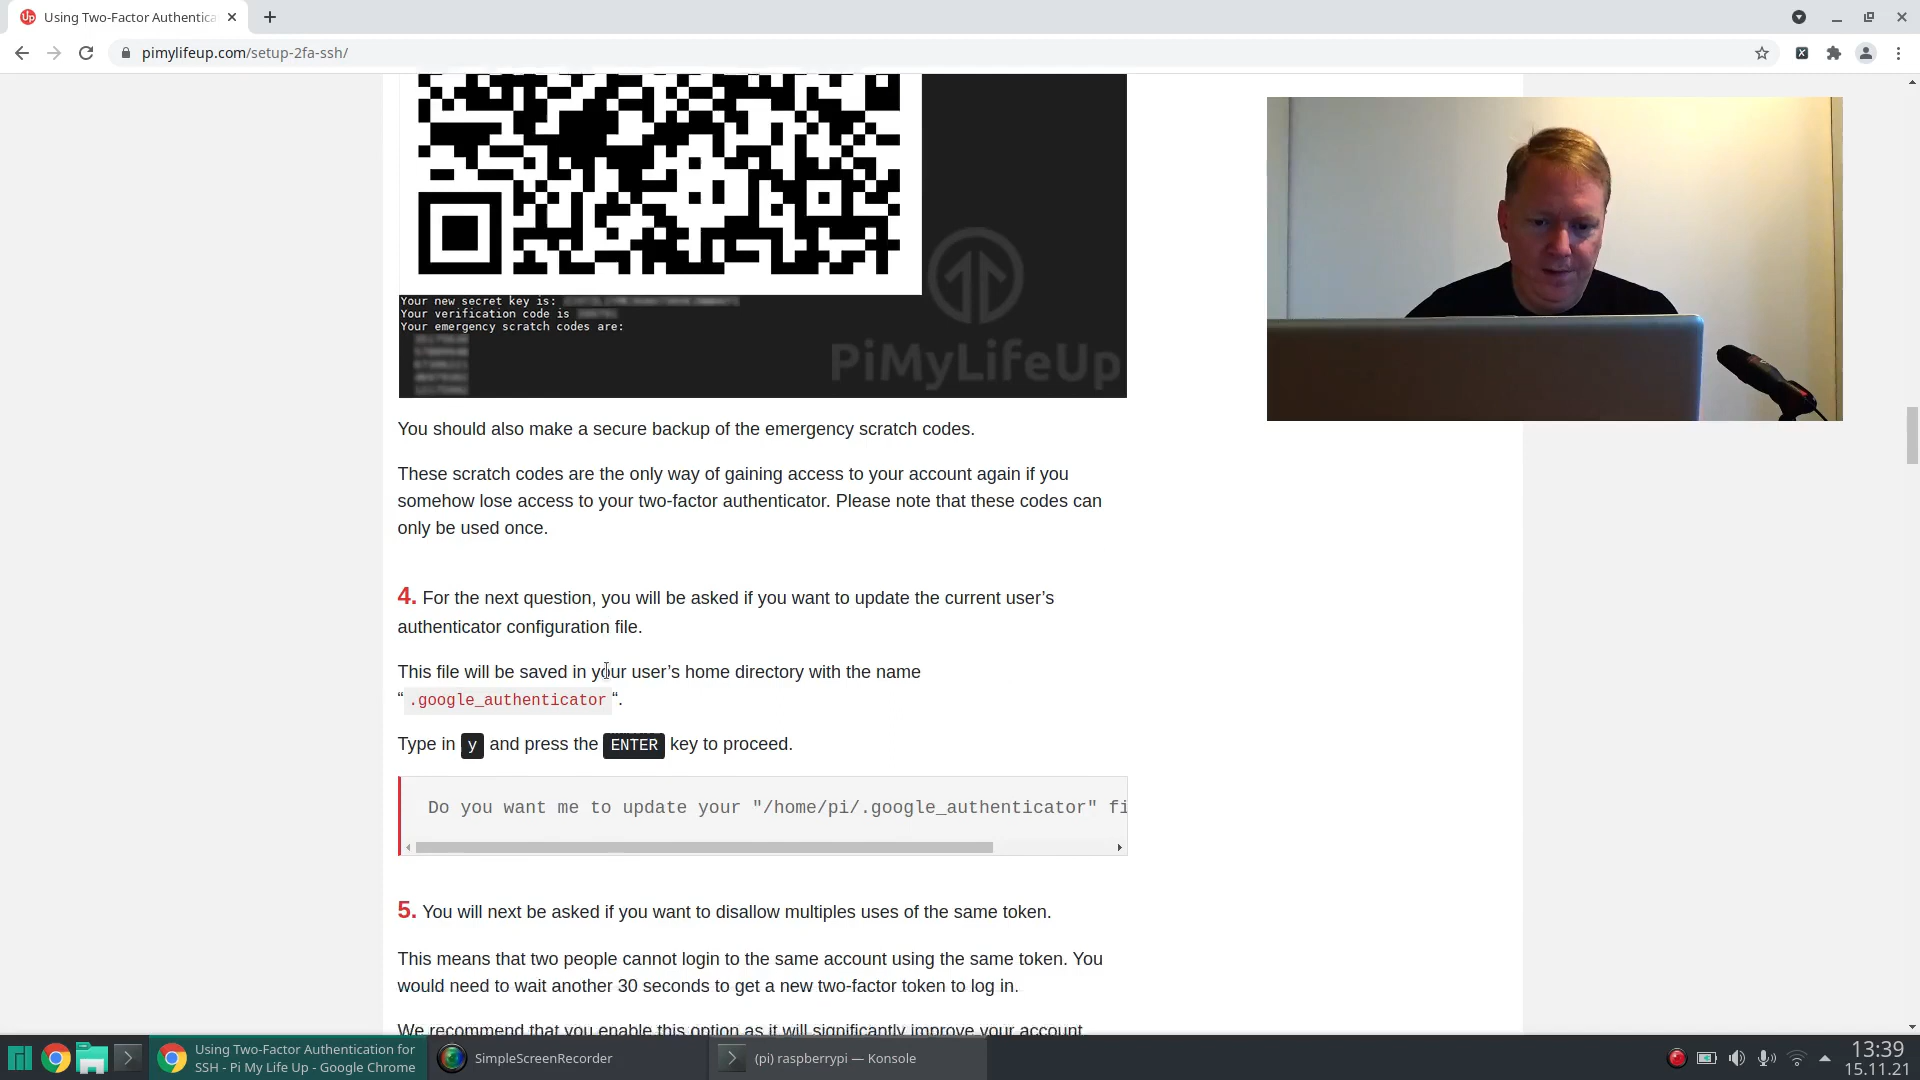 Using Two-Factor Authentica
pimylifeup.com/setup-2fa-ssh/
Your new secret key is:
Your verification code is
Your emergency scratch codes are:
PiMyLifeUp
You should also make a secure backup of the emergency scratch codes.
These scratch codes are the only way of gaining access to your account again if you
somehow lose access to your two-factor authenticator. Please note that these codes can
only be used once.
4. For the next question, you will be asked if you want to update the current user’s
authenticator configuration file.
This file will be saved in your user’s home directory with the name
“.google_authenticator“.
Type in y and press the ENTER key to proceed.
Do you want me to update your "/home/pi/.google_authenticator" fi
5. You will next be asked if you want to disallow multiples uses of the same token.
This means that two people cannot login to the same account using the same token. You
would need to wait another 30 seconds to get a new two-factor token to log in.
We recommend that you enable this option as it will significantly improve your account
Using Two-Factor Authentication for
SSH - Pi My Life Up - Google Chrome
SimpleScreenRecorder
(pi) raspberrypi — Konsole
13:39
15.11.21